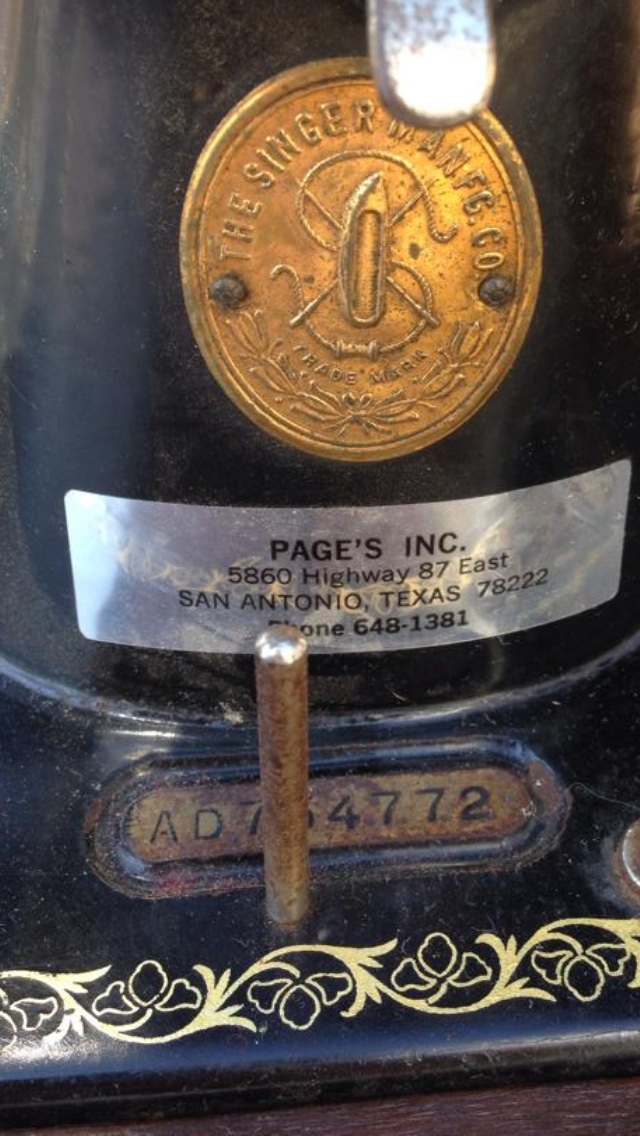 THE SINGER MANFG. CO
TRADE MARK
PAGE'S INC.
5860 Highway 87 East
SAN ANTONIO, TEXAS 78222
Phone 648-1381